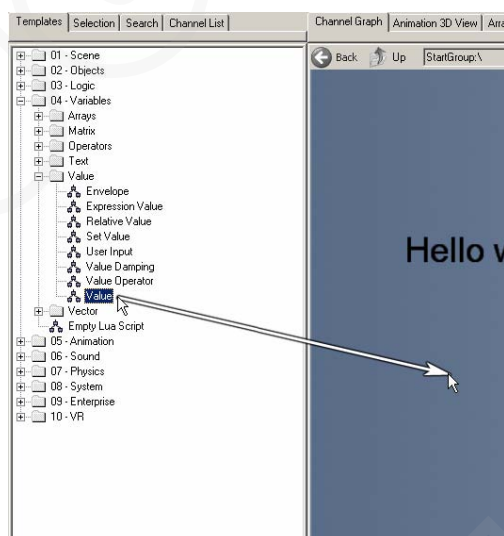 Templates Selection Search Channel List
Channel Graph Animation 3D View
Back Up StartGroup:\
01 - Scene
02 - Objects
03 - Logic
04 - Variables
Arrays
Matrix
Operators
Text
Value
Envelope
Expression Value
Relative Value
Set Value
User Input
Value Damping
Value Operator
Value
Vector
Empty Lua Script
05 - Animation
06 - Sound
07 - Physics
08 - System
09 - Enterprise
10 - VR
Hello